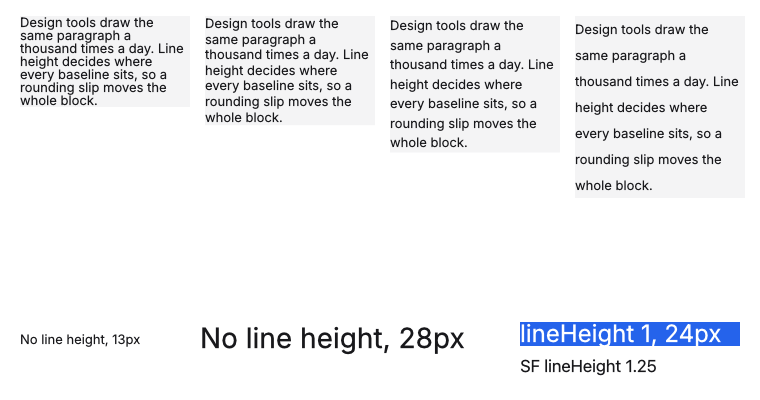 Design tools draw the
same paragraph a
thousand times a day. Line
height decides where
every baseline sits, so a
rounding slip moves the
whole block.
Design tools draw the
same paragraph a
thousand times a day. Line
height decides where
every baseline sits, so a
rounding slip moves the
whole block.
Design tools draw the
same paragraph a
thousand times a day. Line
height decides where
every baseline sits, so a
rounding slip moves the
whole block.
Design tools draw the
same paragraph a
thousand times a day. Line
height decides where
every baseline sits, so a
rounding slip moves the
whole block.
No line height, 13px
No line height, 28px
lineHeight 1, 24px
SF lineHeight 1.25